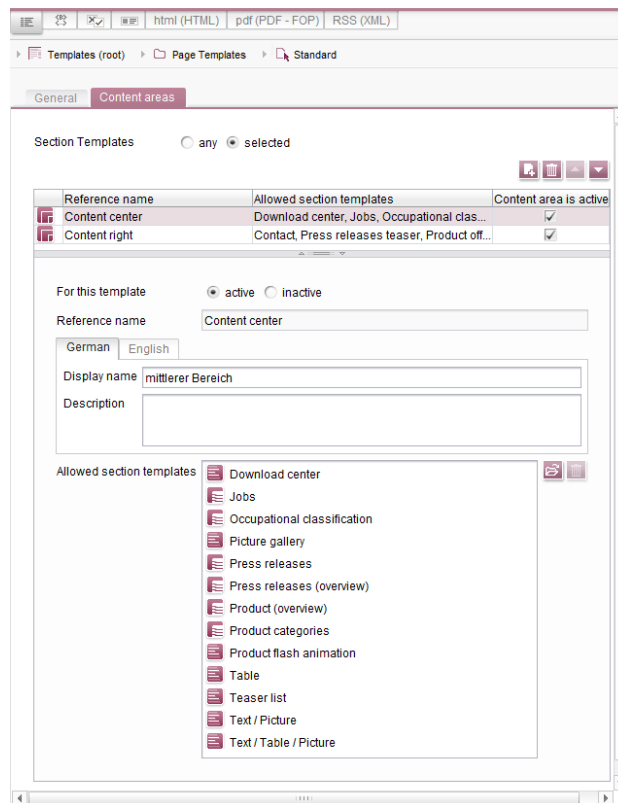 html (HTML) pdf (PDF - FOP) RSS (XML)
Templates (root) Page Templates Standard
General Content areas
Section Templates any selected
Reference name Allowed section templates Content area is active
Content center Download center, Jobs, Occupational clas...
Content right Contact, Press releases teaser, Product off...
For this template active inactive
Reference name Content center
German English
Display name mittlerer Bereich
Description
Allowed section templates Download center
Jobs
Occupational classification
Picture gallery
Press releases
Press releases (overview)
Product (overview)
Product categories
Product flash animation
Table
Teaser list
Text / Picture
Text / Table / Picture